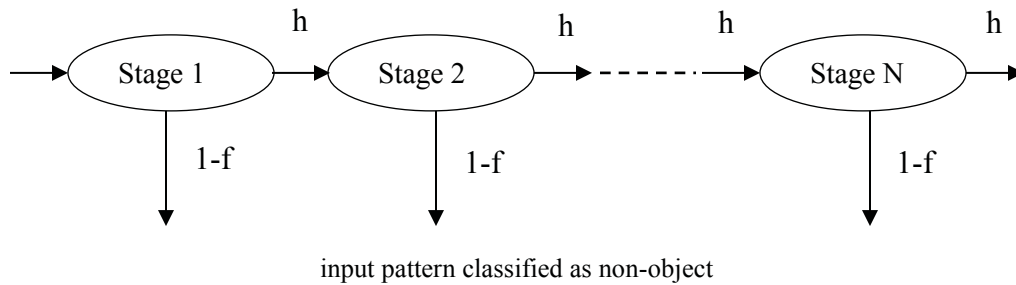 h h h h
Stage 1 Stage 2 Stage N
1-f 1-f 1-f
input pattern classified as non-object